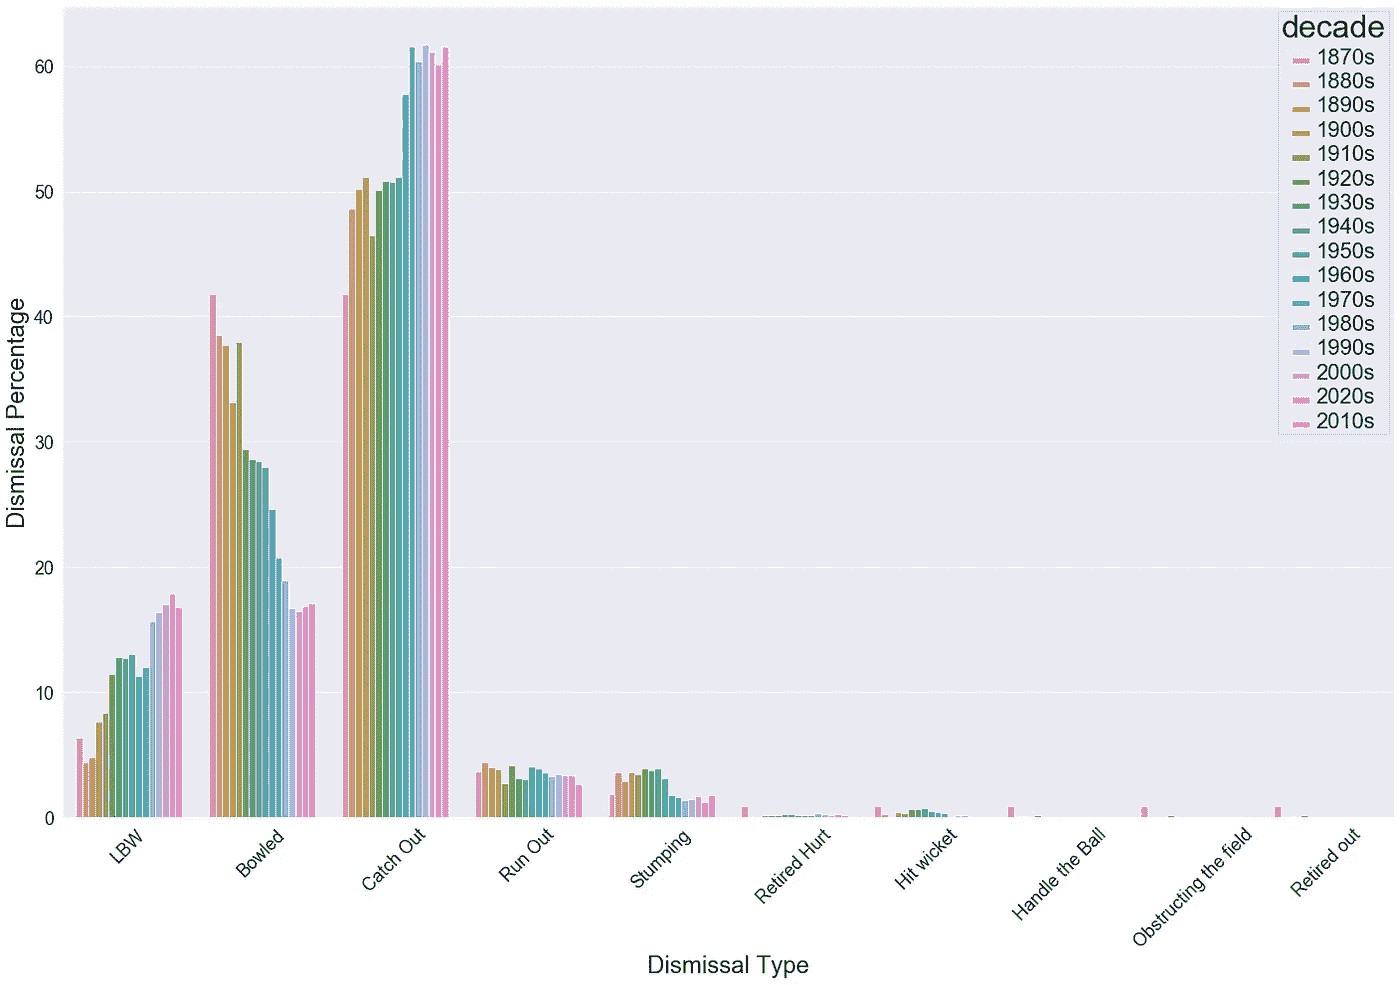 decade
1870s
1880s
1890s
1900s
1910s
1920s
1930s
1940s
1950s
1960s
1970s
1980s
1990s
2000s
2020s
2010s
Dismissal Percentage
60
50
40
30
20
10
0
LBW
Bowled
Catch Out
Run Out
Stumping
Retired Hurt
Hit wicket
Handle the Ball
Obstructing the field
Retired out
Dismissal Type